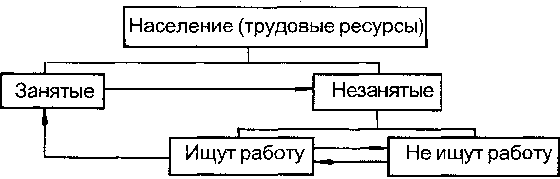 Население (трудовые ресурсы)
Занятые
Незанятые
Ищут работу
Не ищут работу